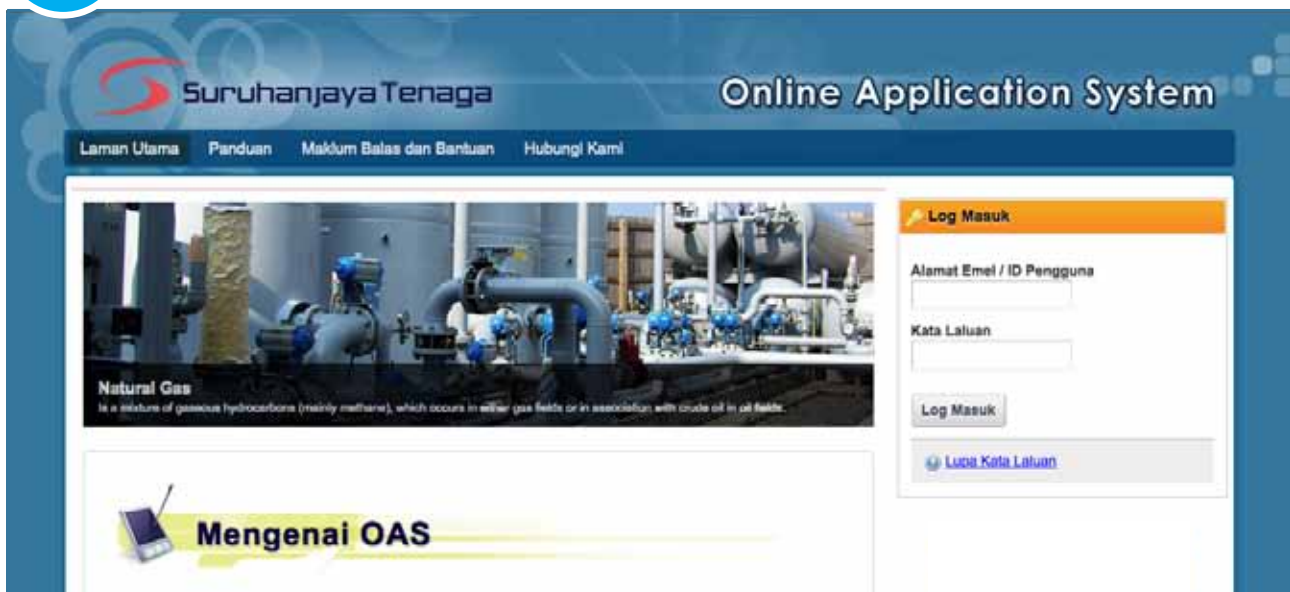 Suruhanjaya Tenaga
Online Application System
Laman Utama Panduan Maklum Balas dan Bantuan Hubungi Kami
Log Masuk
Alamat Emel / ID Pengguna
Kata Laluan
Natural Gas
Is a mixture of gaseous hydrocarbons (mainly methane), which occurs in either gas fields or in association with crude oil in oil fields.
Log Masuk
Lupa Kata Laluan
Mengenai OAS